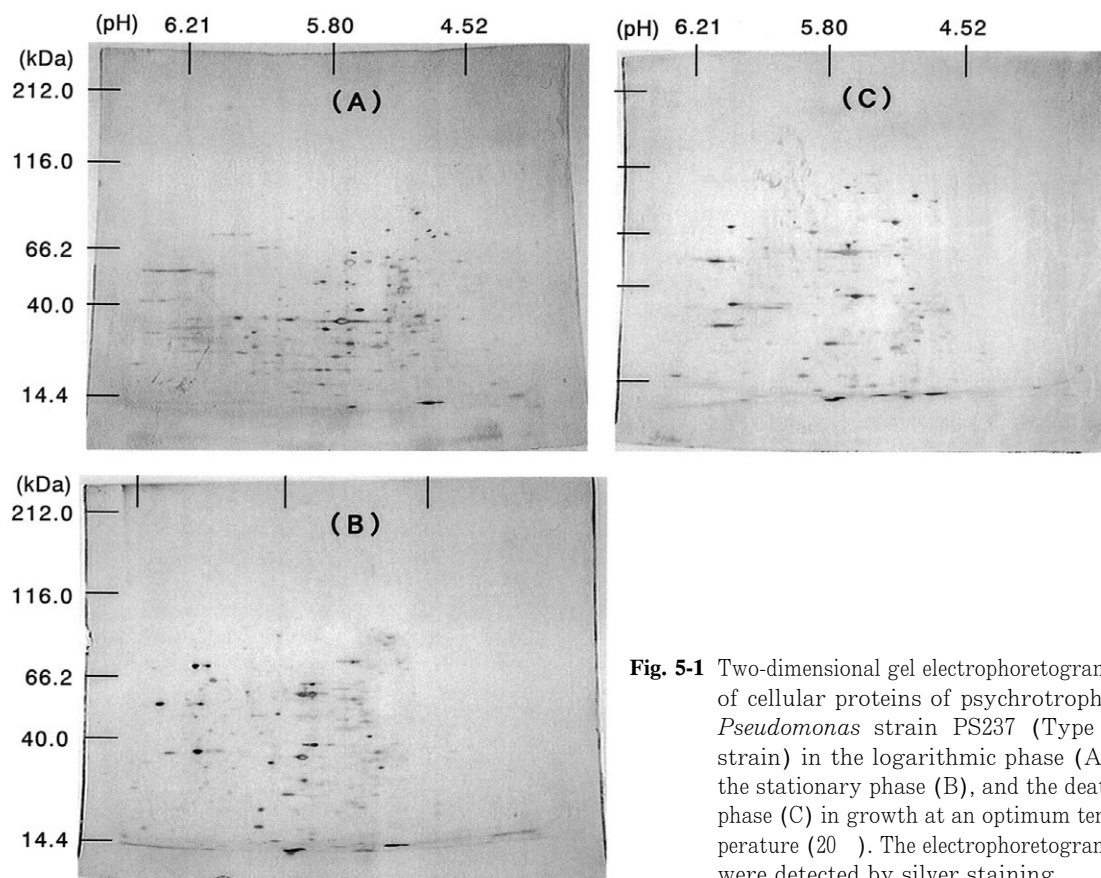 (pH) 6.21 5.80 4.52
(kDa)
212.0
(A)
116.0
66.2
40.0
14.4
(pH) 6.21 5.80 4.52
(C)
(kDa)
212.0
(B)
116.0
66.2
40.0
14.4
Fig. 5-1 Two-dimensional gel electrophoretogram
of cellular proteins of psychrotroph
Pseudomonas strain PS237 (Type
strain) in the logarithmic phase (A
the stationary phase (B), and the deat
phase (C) in growth at an optimum tem
perature (20 ). The electrophoretogram
were detected by silver staining